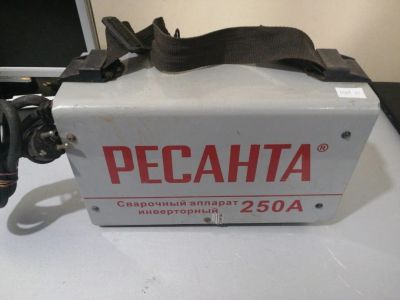 РЕСАНТА®
Сварочный аппарат
инверторный 250А